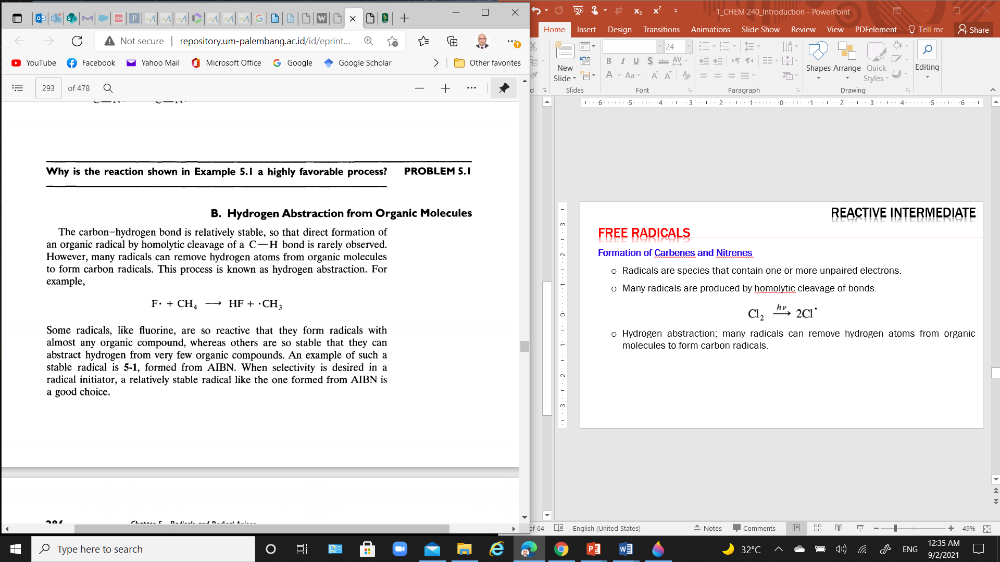 Not secure
repository.um-palembang.ac.id/id/eprint...
YouTube
Facebook
Yahoo Mail
Microsoft Office
Google
Google Scholar
Other favorites
293
of 478
Why is the reaction shown in Example 5.1 a highly favorable process? PROBLEM 5.1
B. Hydrogen Abstraction from Organic Molecules
The carbon–hydrogen bond is relatively stable, so that direct formation of
an organic radical by homolytic cleavage of a C—H bond is rarely observed.
However, many radicals can remove hydrogen atoms from organic molecules
to form carbon radicals. This process is known as hydrogen abstraction. For
example,
F· + CH₄ ⟶ HF + ·CH₃
Some radicals, like fluorine, are so reactive that they form radicals with
almost any organic compound, whereas others are so stable that they can
abstract hydrogen from very few organic compounds. An example of such a
stable radical is 5-1, formed from AIBN. When selectivity is desired in a
radical initiator, a relatively stable radical like the one formed from AIBN is
a good choice.
1_CHEM 240_Introduction - PowerPoint
Home
Insert
Design
Transitions
Animations
Slide Show
Review
View
PDFelement
Tell me
Share
24
New
Slide
Slides
Font
Paragraph
Shapes
Arrange
Quick
Styles
Drawing
Editing
REACTIVE INTERMEDIATE
FREE RADICALS
Formation of Carbenes and Nitrenes
o Radicals are species that contain one or more unpaired electrons.
o Many radicals are produced by homolytic cleavage of bonds.
Cl₂ hν ⟶ 2Cl•
o Hydrogen abstraction; many radicals can remove hydrogen atoms from organic
molecules to form carbon radicals.
of 64
English (United States)
Notes
Comments
49%
Type here to search
32°C
ENG
12:35 AM
9/2/2021